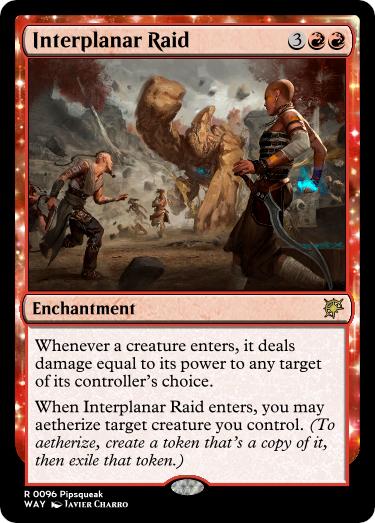 Interplanar Raid 3
Enchantment
Whenever a creature enters, it deals
damage equal to its power to any target
of its controller's choice.
When Interplanar Raid enters, you may
aetherize target creature you control. (To
aetherize, create a token that's a copy of it,
then exile that token.)
R 0096 Pipsqueak
WAY Javier Charro